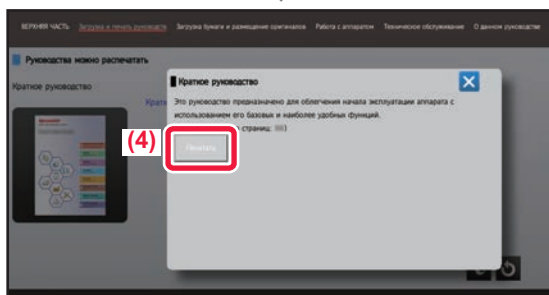 ВЕРХНЯЯ ЧАСТЬ Загрузка и печать руководств Загрузка бумаги и размещение оригиналов Работа с аппаратом Техническое обслуживание О данном руководстве
Руководства можно распечатать
Краткое руководство
Краткое руководство
Это руководство предназначено для облегчения начала эксплуатации аппарата с
использованием его базовых и наиболее удобных функций.
страниц:
(4)
Печатать